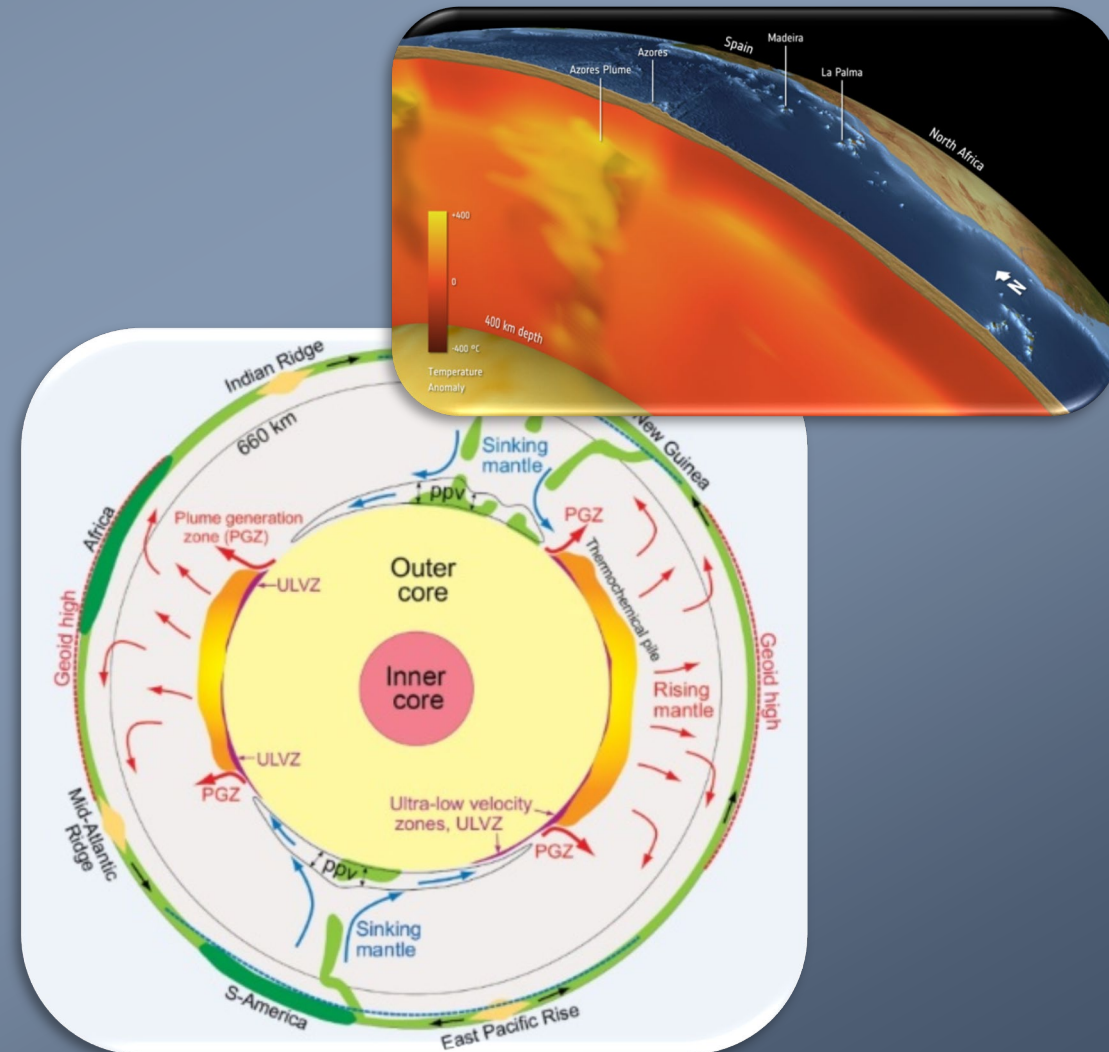 Spain
Madeira
Azores
La Palma
Azores Plume
North Africa
+400
0
-400 °C
Temperature
Anomaly
400 km depth
N
Indian Ridge
660 km
New Guinea
Sinking
mantle
ppv
PGZ
Plume generation
zone (PGZ)
Africa
Thermochemical pile
ULVZ
Outer
core
Geoid high
Inner
core
Rising
mantle
Geoid high
ULVZ
PGZ
Ultra-low velocity
zones, ULVZ
Mid-Atlantic
Ridge
PGZ
ppv
Sinking
mantle
S-America
East Pacific Rise